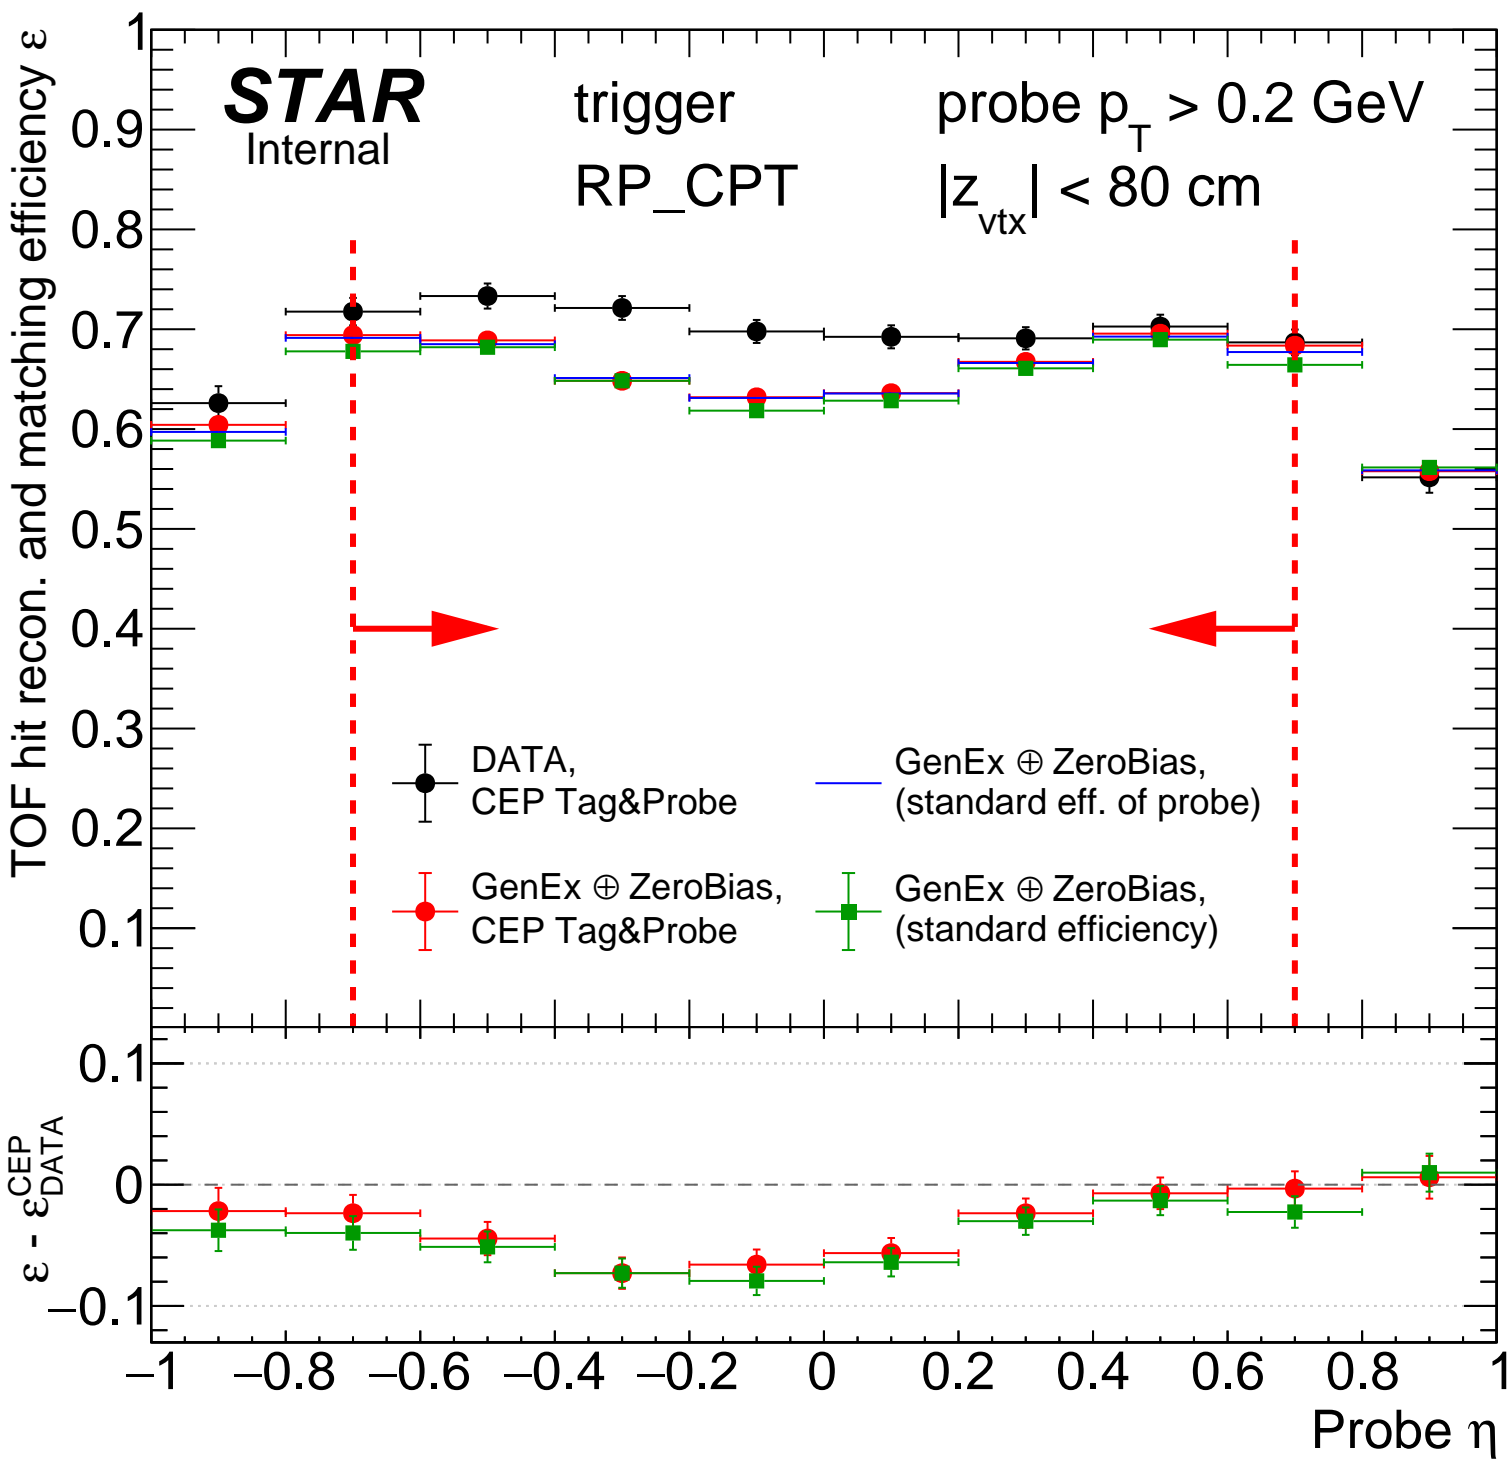 TOF hit recon. and matching efficiency ε
1
0.9
0.8
0.7
0.6
0.5
0.4
0.3
0.2
0.1
STAR
Internal
trigger
RP_CPT
probe p_T > 0.2 GeV
|z_vtx| < 80 cm
DATA,
CEP Tag&Probe
GenEx ⊕ ZeroBias,
CEP Tag&Probe
GenEx ⊕ ZeroBias,
(standard eff. of probe)
GenEx ⊕ ZeroBias,
(standard efficiency)
ε - ε^CEP_DATA
0.1
0
−0.1
−1 −0.8 −0.6 −0.4 −0.2 0 0.2 0.4 0.6 0.8 1
Probe η